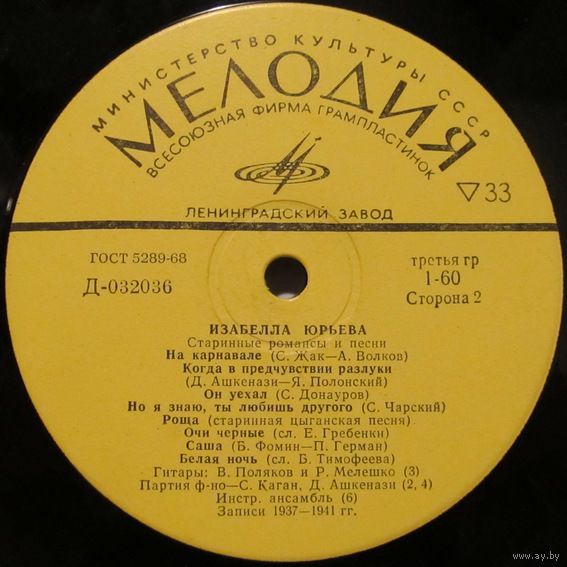 МИНИСТЕРСТВО КУЛЬТУРЫ СССР
МЕЛОДИЯ
ВСЕСОЮЗНАЯ ФИРМА ГРАМПЛАСТИНОК
▽33
ЛЕНИНГРАДСКИЙ ЗАВОД
ГОСТ 5289-68
третья гр
Д-032036
1-60
Сторона 2
ИЗАБЕЛЛА ЮРЬЕВА
Старинные романсы и песни
На карнавале (С. Жак—А. Волков)
Когда в предчувствии разлуки
(Д. Ашкенази—Я. Полонский)
Он уехал (С. Донауров)
Но я знаю, ты любишь другого (С. Чарский)
Роща (старинная цыганская песня)
Очи черные (сл. Е. Гребенки)
Саша (Б. Фомин—П. Герман)
Белая ночь (сл. Б. Тимофеева)
Гитары: В. Поляков и Р. Мелешко (3)
Партия ф-но—С. Каган, Д. Ашкенази (2, 4)
Инстр. ансамбль (6)
Записи 1937—1941 гг.
www.ay.by